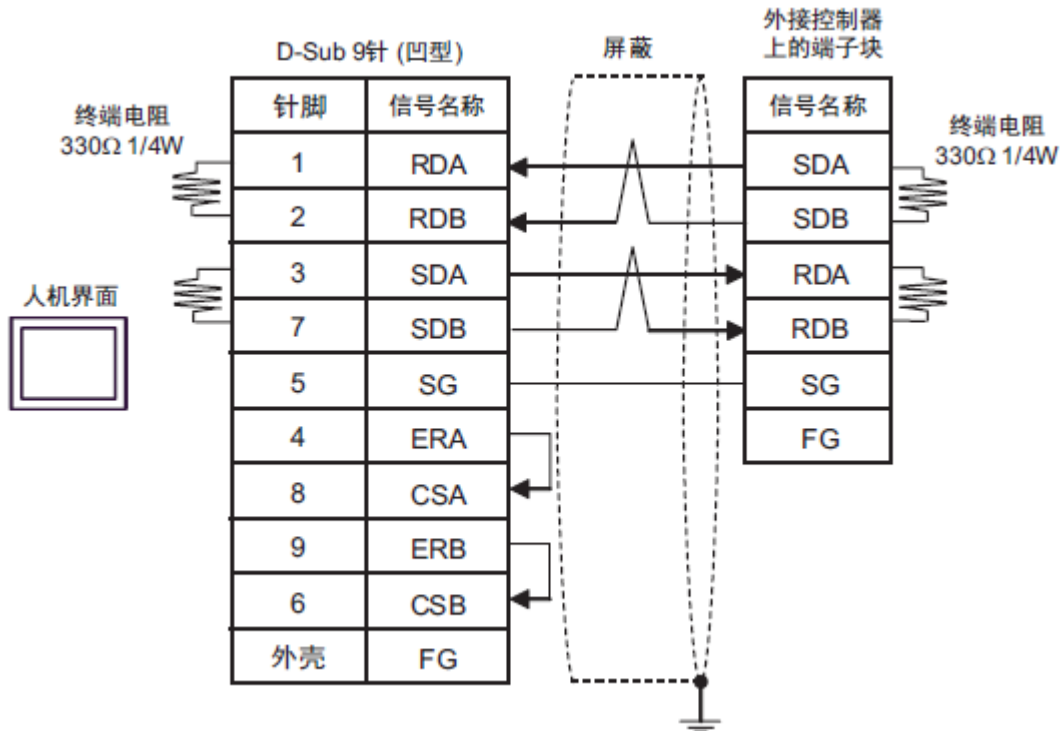 外接控制器
上的端子块
D-Sub 9针 (凹型)
屏蔽
针脚 信号名称
信号名称
终端电阻
330Ω 1/4W
终端电阻
330Ω 1/4W
1 RDA
SDA
2 RDB
SDB
3 SDA
RDA
人机界面
7 SDB
RDB
5 SG
SG
4 ERA
FG
8 CSA
9 ERB
6 CSB
外壳 FG